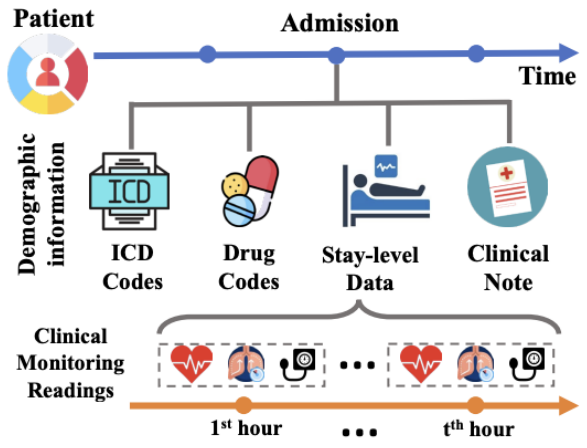 Patient
Admission
Time
Demographic
information
ICD
ICD
Codes
Drug
Codes
Stay-level
Data
Clinical
Note
Clinical
Monitoring
Readings
...
1st hour
...
tth hour